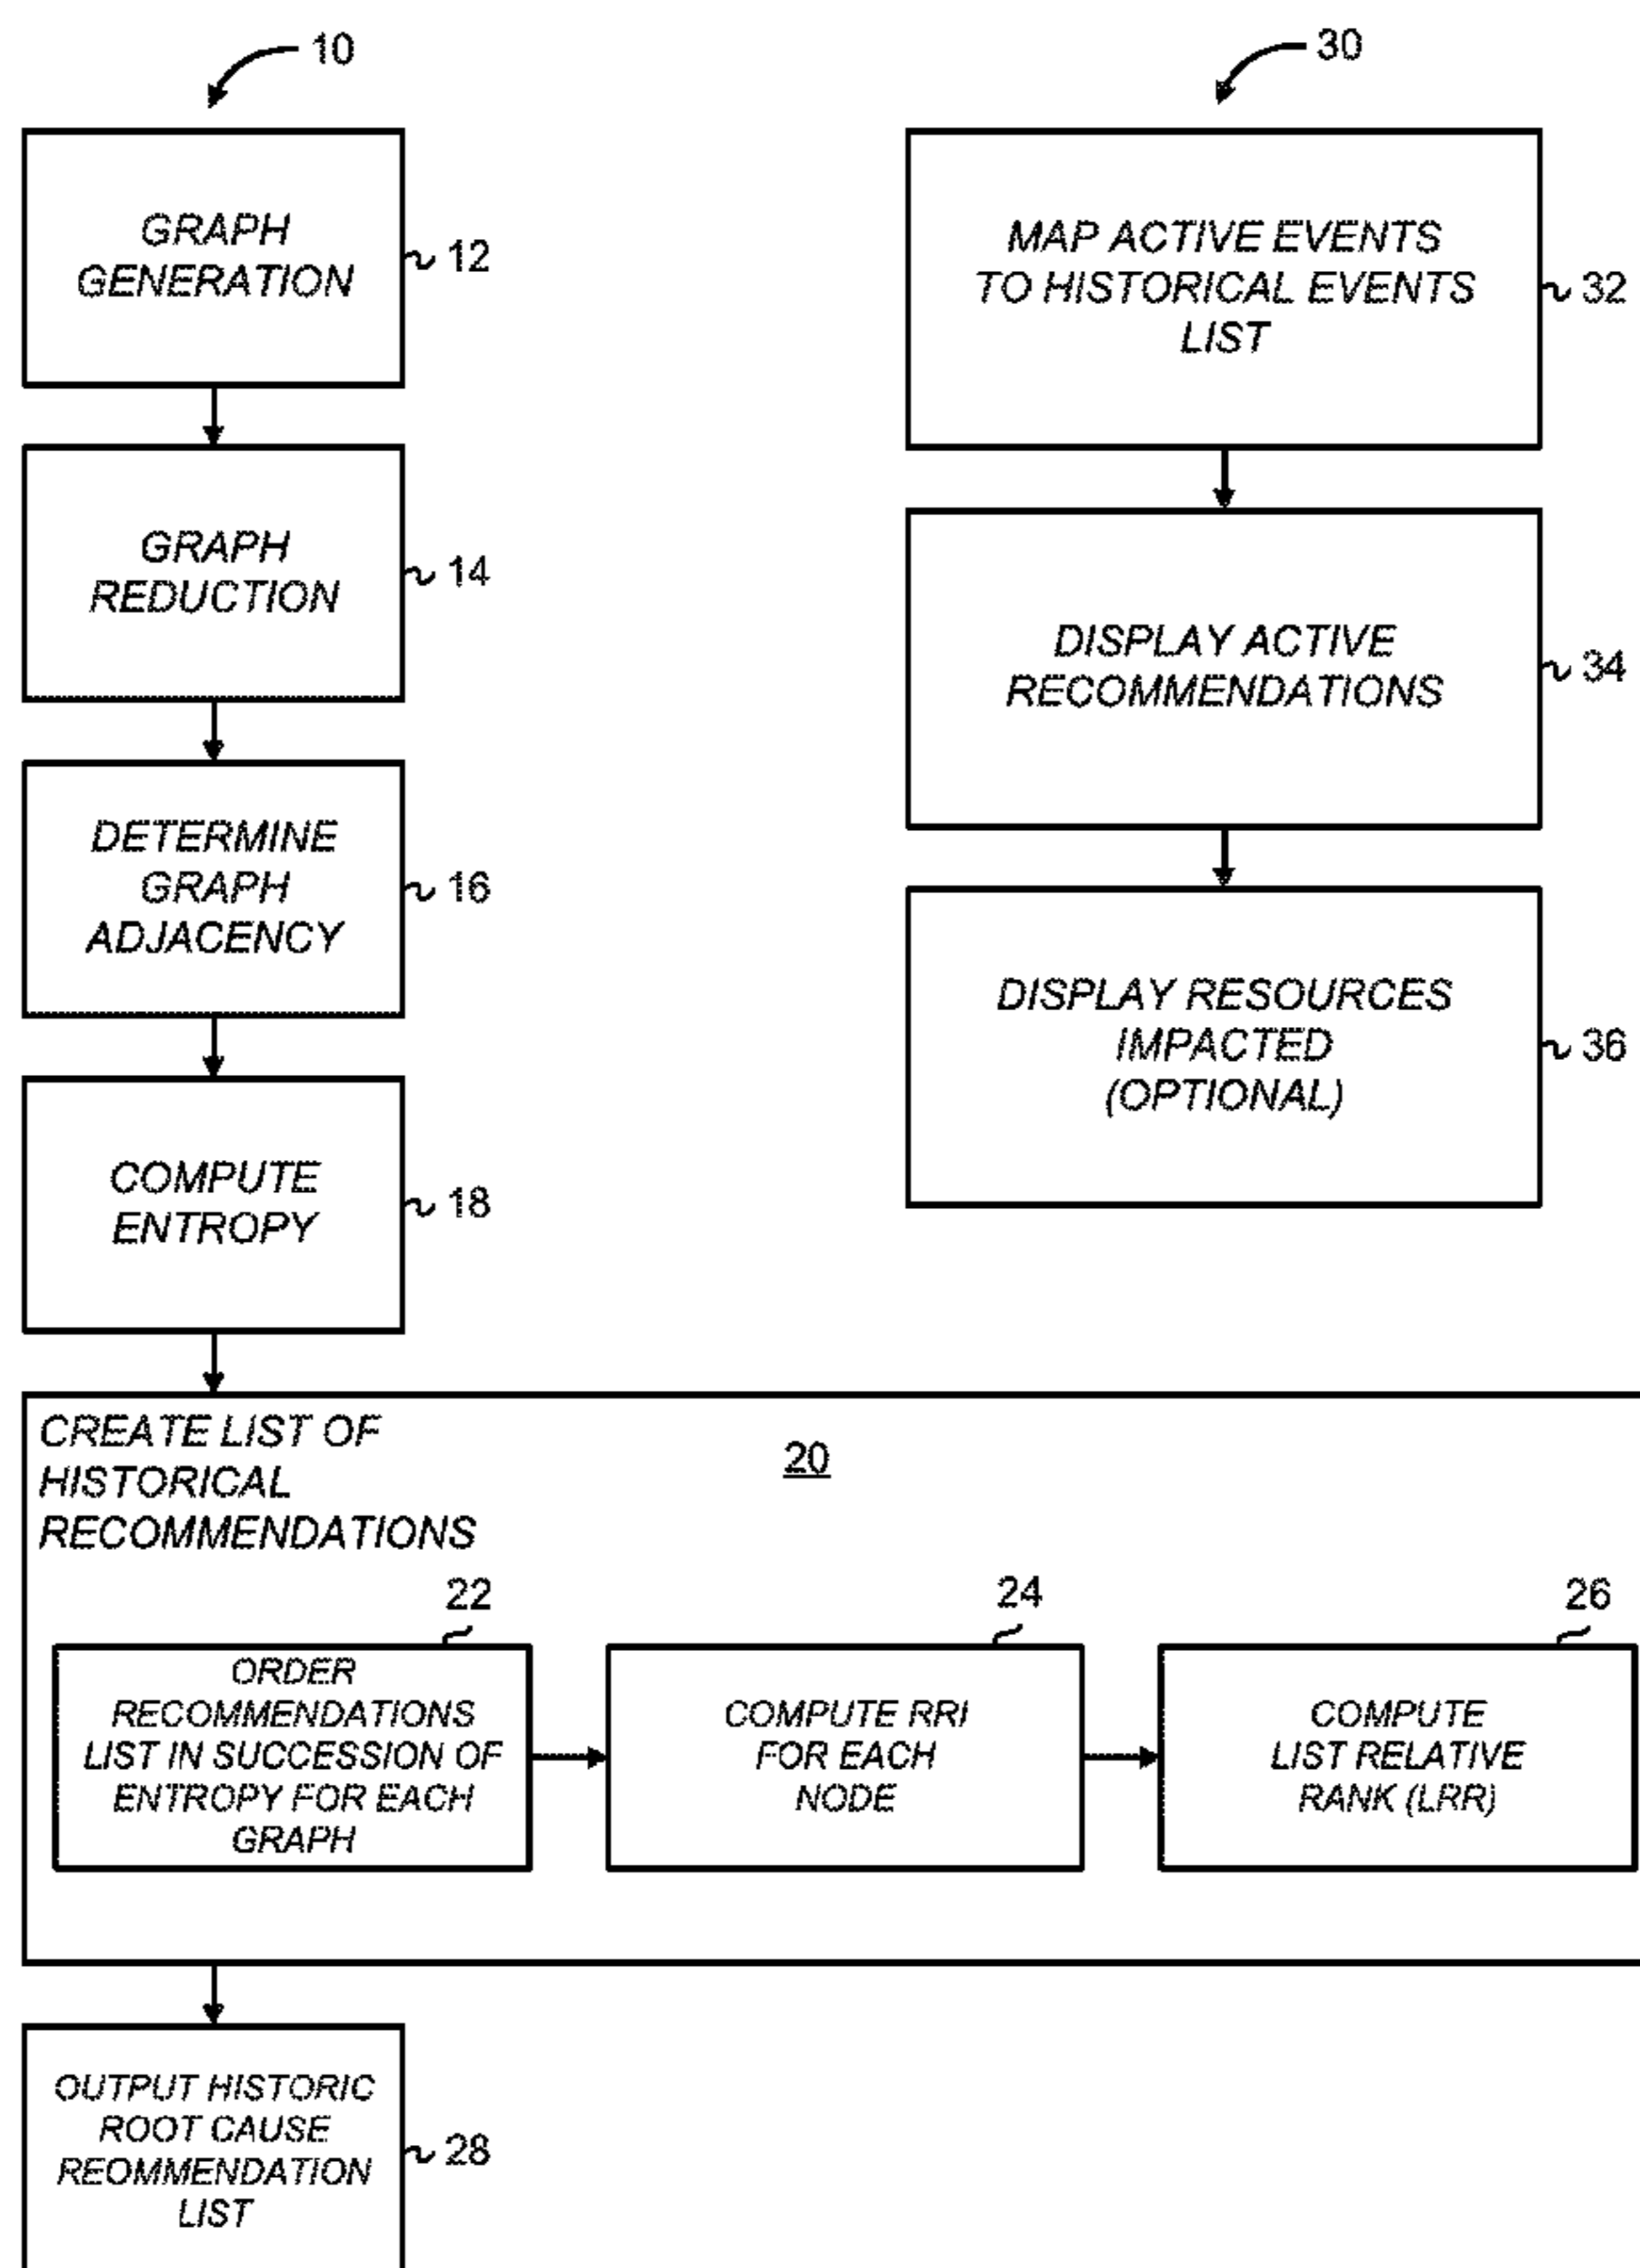 10
GRAPH
GENERATION
12
GRAPH
REDUCTION
14
DETERMINE
GRAPH
ADJACENCY
16
COMPUTE
ENTROPY
18
30
MAP ACTIVE EVENTS
TO HISTORICAL EVENTS
LIST
32
DISPLAY ACTIVE
RECOMMENDATIONS
34
DISPLAY RESOURCES
IMPACTED
(OPTIONAL)
36
CREATE LIST OF
HISTORICAL
RECOMMENDATIONS
20
22
ORDER
RECOMMENDATIONS
LIST IN SUCCESSION OF
ENTROPY FOR EACH
GRAPH
24
COMPUTE RRI
FOR EACH
NODE
26
COMPUTE
LIST RELATIVE
RANK (LRR)
OUTPUT HISTORIC
ROOT CAUSE
REOMMENDATION
LIST
28